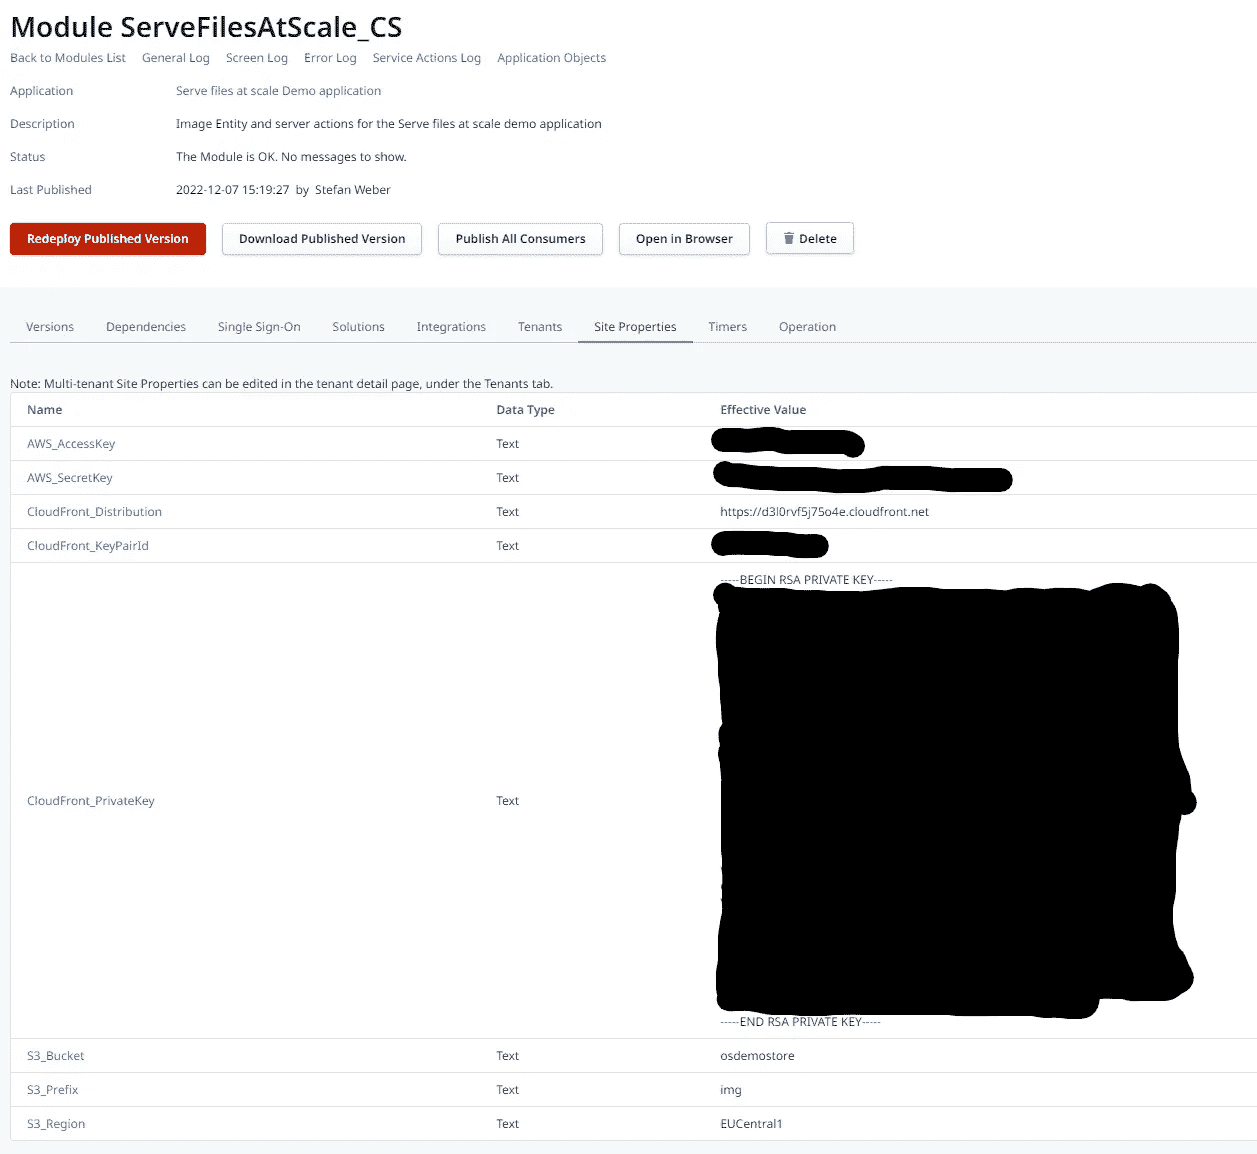 Module ServeFilesAtScale_CS
Back to Modules List General Log Screen Log Error Log Service Actions Log Application Objects
Application Serve files at scale Demo application
Description Image Entity and server actions for the Serve files at scale demo application
Status The Module is OK. No messages to show.
Last Published 2022-12-07 15:19:27 by Stefan Weber
Redeploy Published Version Download Published Version Publish All Consumers Open in Browser Delete
Versions Dependencies Single Sign-On Solutions Integrations Tenants Site Properties Timers Operation
Note: Multi-tenant Site Properties can be edited in the tenant detail page, under the Tenants tab.
Name Data Type Effective Value
AWS_AccessKey Text
AWS_SecretKey Text
CloudFront_Distribution Text https://d3l0rvf5j75o4e.cloudfront.net
CloudFront_KeyPairId Text
-----BEGIN RSA PRIVATE KEY-----
CloudFront_PrivateKey Text
-----END RSA PRIVATE KEY-----
S3_Bucket Text osdemostore
S3_Prefix Text img
S3_Region Text EUCentral1